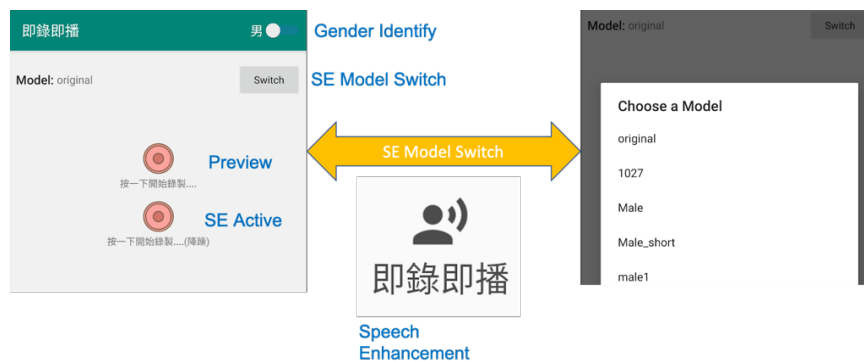 即錄即播
男
Gender Identify
Model: original
Switch
SE Model Switch
Preview
按一下開始錄製....
SE Active
按一下開始錄製....(降躁)
SE Model Switch
即錄即播
Speech
Enhancement
Model: original
Switch
Choose a Model
original
1027
Male
Male_short
male1